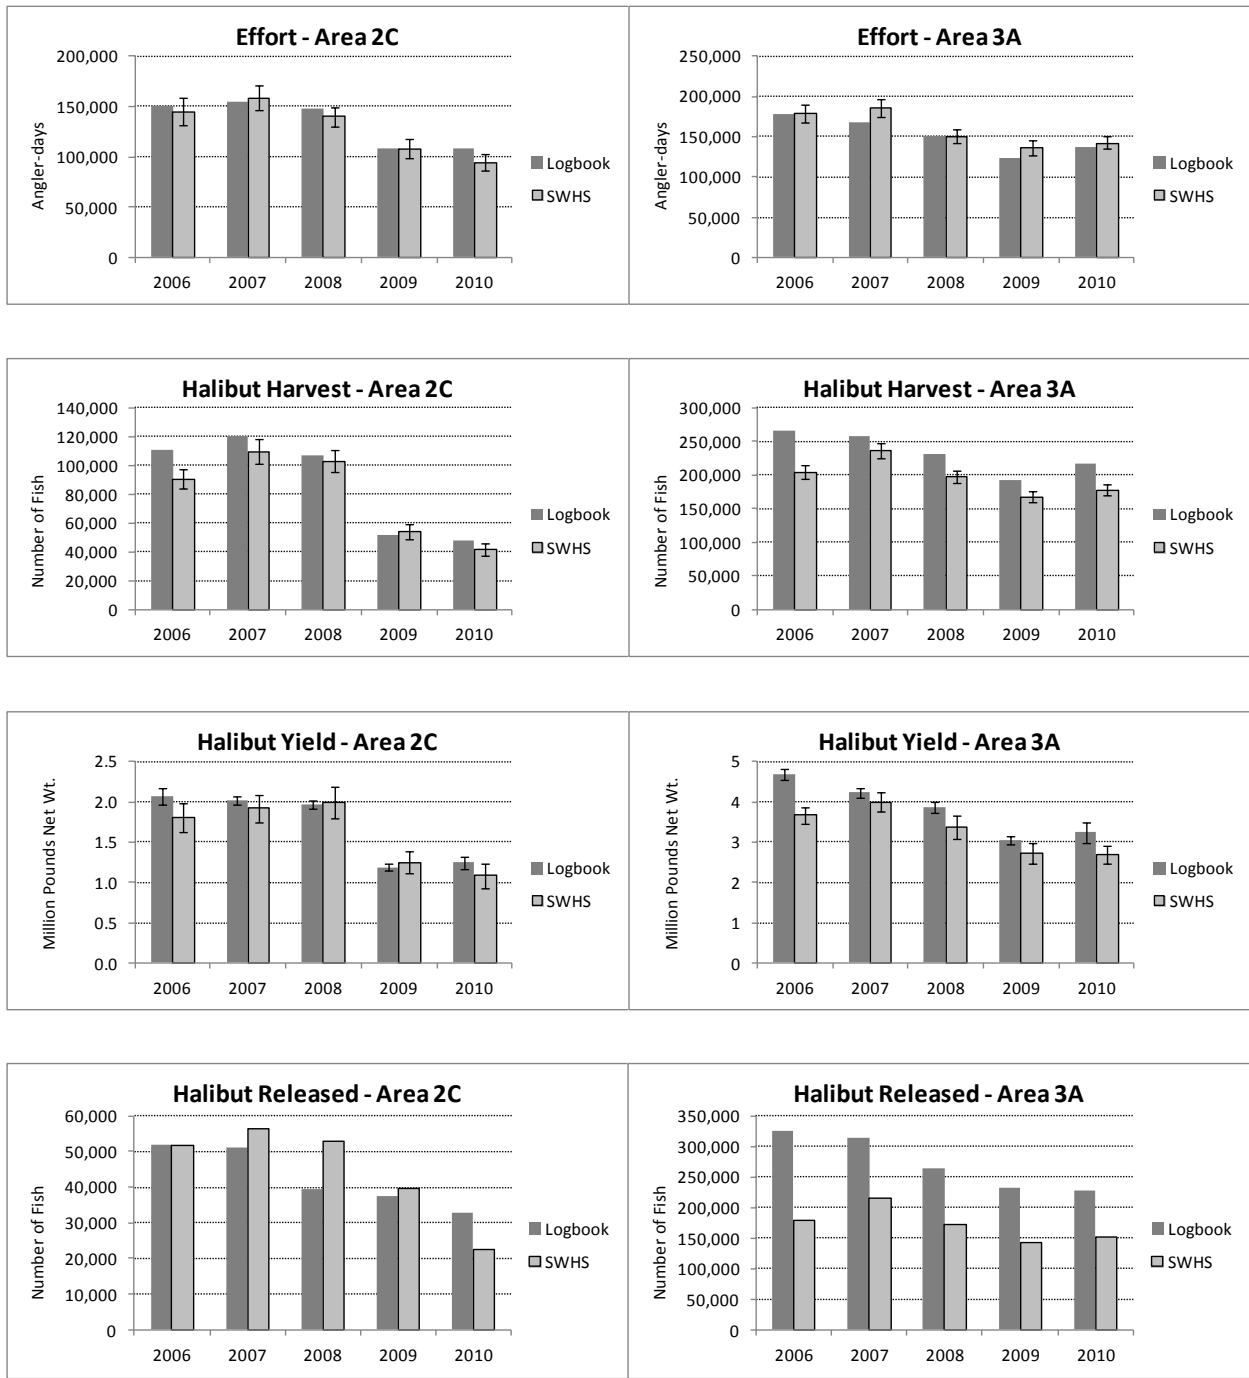 Effort - Area 2C
200,000
150,000
100,000
50,000
0
Angler-days
2006 2007 2008 2009 2010
Logbook
SWHS
Effort - Area 3A
250,000
200,000
150,000
100,000
50,000
0
Angler-days
2006 2007 2008 2009 2010
Logbook
SWHS
Halibut Harvest - Area 2C
140,000
120,000
100,000
80,000
60,000
40,000
20,000
0
Number of Fish
2006 2007 2008 2009 2010
Logbook
SWHS
Halibut Harvest - Area 3A
300,000
250,000
200,000
150,000
100,000
50,000
0
Number of Fish
2006 2007 2008 2009 2010
Logbook
SWHS
Halibut Yield - Area 2C
2.5
2.0
1.5
1.0
0.5
0.0
Million Pounds Net Wt.
2006 2007 2008 2009 2010
Logbook
SWHS
Halibut Yield - Area 3A
5
4
3
2
1
0
Million Pounds Net Wt.
2006 2007 2008 2009 2010
Logbook
SWHS
Halibut Released - Area 2C
60,000
50,000
40,000
30,000
20,000
10,000
0
Number of Fish
2006 2007 2008 2009 2010
Logbook
SWHS
Halibut Released - Area 3A
350,000
300,000
250,000
200,000
150,000
100,000
50,000
0
Number of Fish
2006 2007 2008 2009 2010
Logbook
SWHS